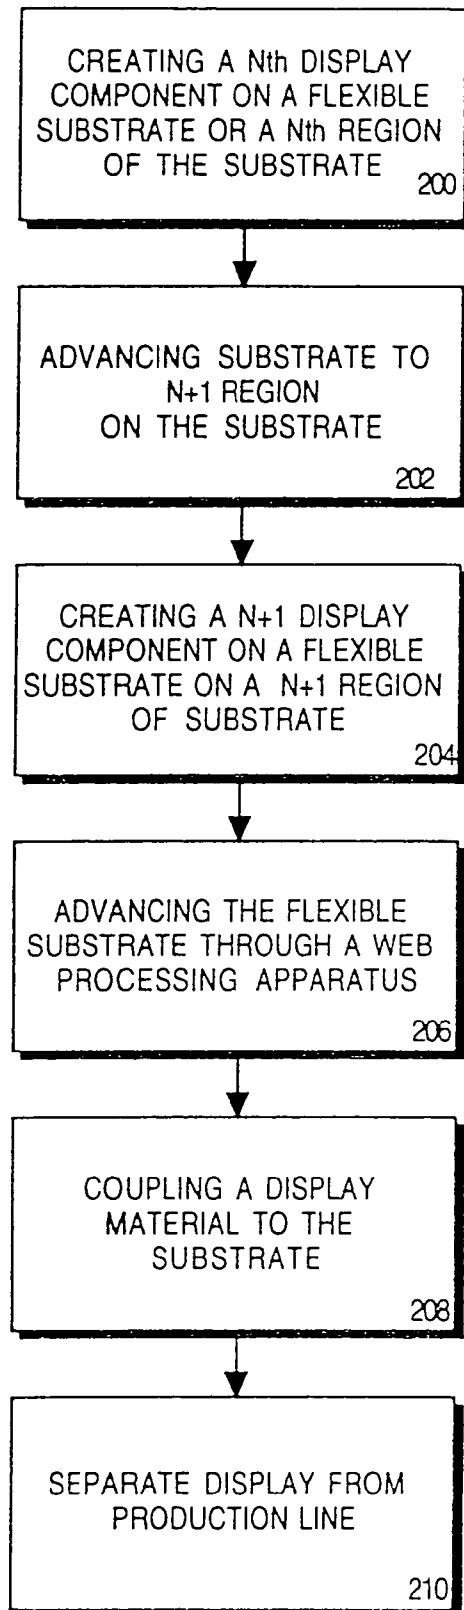 CREATING A Nth DISPLAY
COMPONENT ON A FLEXIBLE
SUBSTRATE OR A Nth REGION
OF THE SUBSTRATE
200
ADVANCING SUBSTRATE TO
N+1 REGION
ON THE SUBSTRATE
202
CREATING A N+1 DISPLAY
COMPONENT ON A FLEXIBLE
SUBSTRATE ON A N+1 REGION
OF SUBSTRATE
204
ADVANCING THE FLEXIBLE
SUBSTRATE THROUGH A WEB
PROCESSING APPARATUS
206
COUPLING A DISPLAY
MATERIAL TO THE
SUBSTRATE
208
SEPARATE DISPLAY FROM
PRODUCTION LINE
210